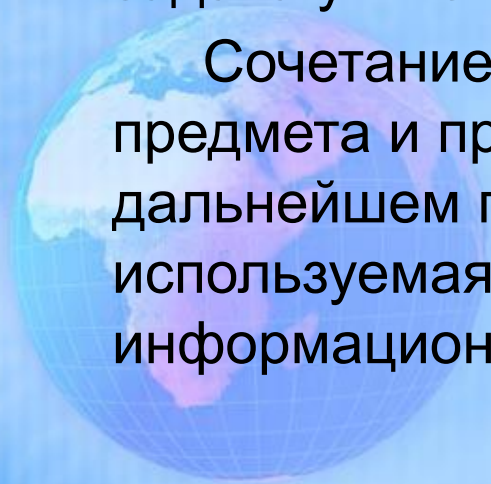 Сочетание
предмета и пр
дальнейшем п
используемая
информацион